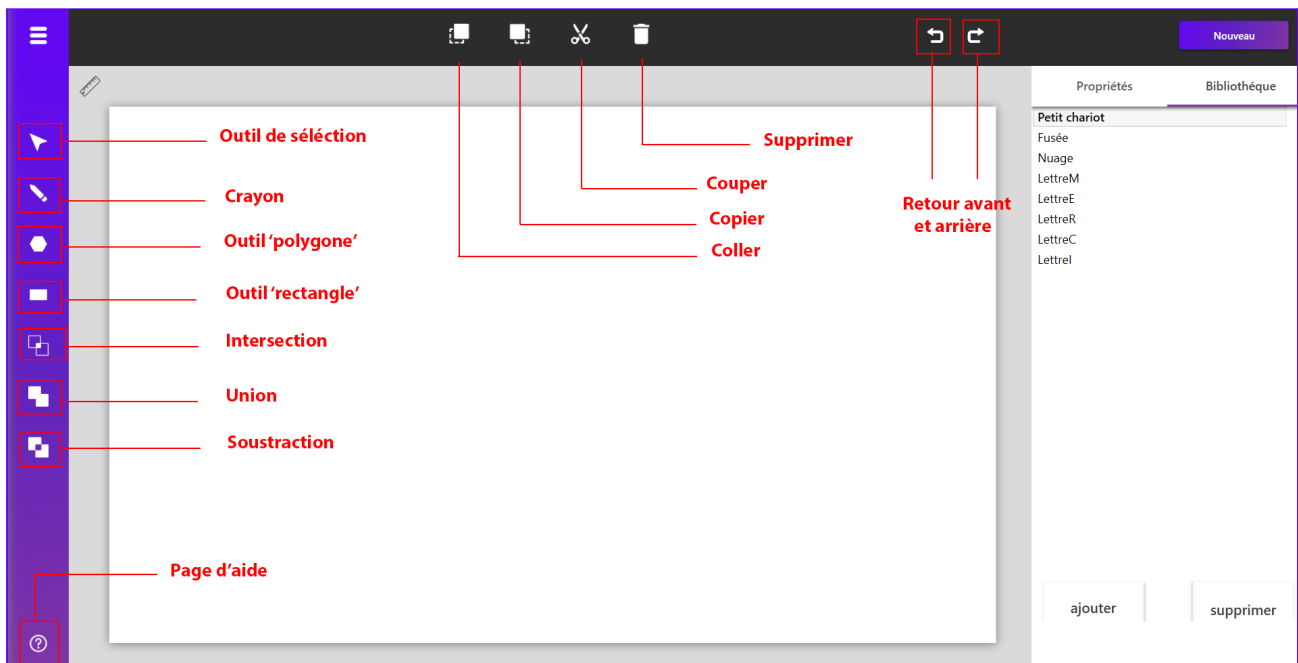 Nouveau
Propriétés
Bibliothéque
Petit chariot
Fusée
Nuage
LettreM
LettreE
LettreR
LettreC
LettreI
Outil de séléction
Crayon
Outil ‘polygone’
Outil ‘rectangle’
Intersection
Union
Soustraction
Page d’aide
Supprimer
Couper
Copier
Coller
Retour avant
et arrière
ajouter
supprimer